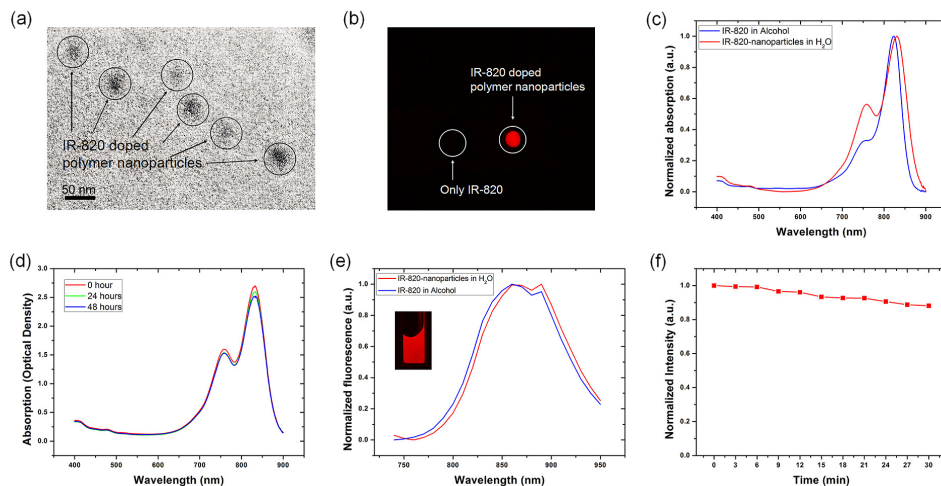 (a)
IR-820 doped
polymer nanoparticles
50 nm
(b)
IR-820 doped
polymer nanoparticles
Only IR-820
(c)
IR-820 in Alcohol
IR-820-nanoparticles in H₂O
Normalized absorption (a.u.)
1.0
0.8
0.6
0.4
0.2
0.0
400 500 600 700 800 900
Wavelength (nm)
(d)
0 hour
24 hours
48 hours
Absorption (Optical Density)
3.0
2.5
2.0
1.5
1.0
0.5
0.0
400 500 600 700 800 900
Wavelength (nm)
(e)
IR-820-nanoparticles in H₂O
IR-820 in Alcohol
Normalized fluorescence (a.u.)
1.0
0.8
0.6
0.4
0.2
0.0
750 800 850 900 950
Wavelength (nm)
(f)
Normalized Intensity (a.u.)
1.0
0.8
0.6
0.4
0.2
0.0
0 3 6 9 12 15 18 21 24 27 30
Time (min)